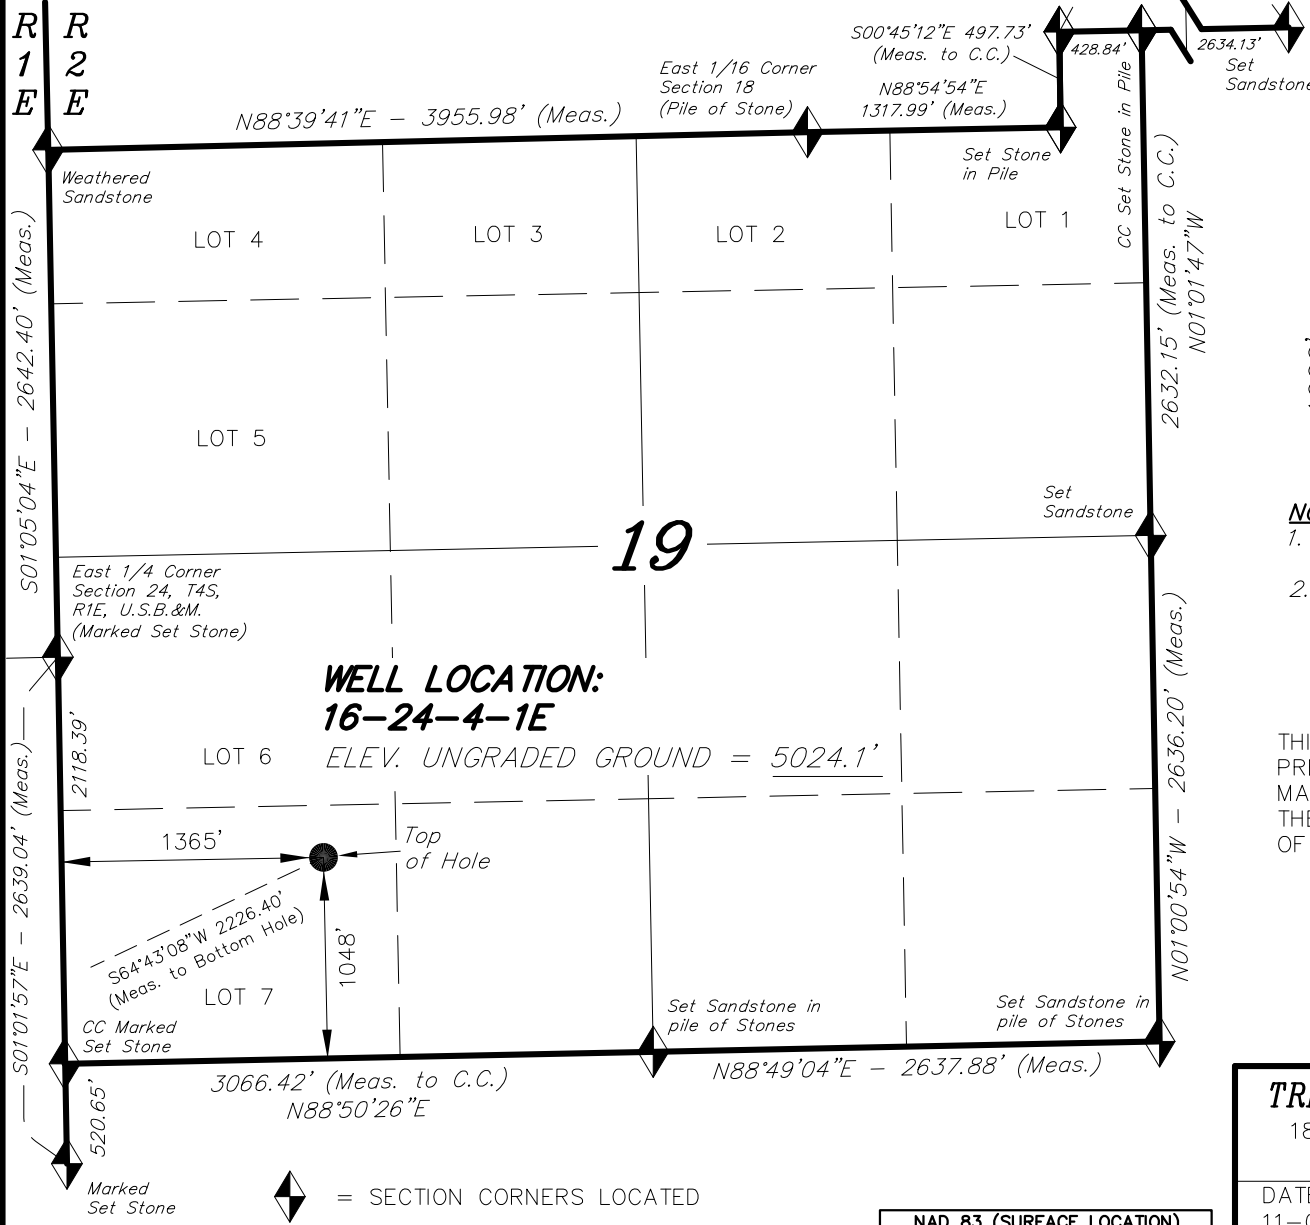 R R
1 2
E E
S00°45'12"E 497.73'
(Meas. to C.C.)
428.84'
2634.13'
Set
Sandstone
East 1/16 Corner
Section 18
(Pile of Stone)
N88°54'54"E
1317.99' (Meas.)
N88°39'41"E - 3955.98' (Meas.)
CC Set Stone in Pile
Set Stone
in Pile
Weathered
Sandstone
LOT 4
LOT 3
LOT 2
LOT 1
2632.15' (Meas. to C.C.)
N01°01'47"W
S01°05'04"E - 2642.40' (Meas.)
LOT 5
Set
Sandstone
19
1.
2.
East 1/4 Corner
Section 24, T4S,
R1E, U.S.B.&M.
(Marked Set Stone)
WELL LOCATION:
16-24-4-1E
ELEV. UNGRADED GROUND = 5024.1'
LOT 6
2118.39'
S01°01'57"E - 2639.04' (Meas.)
N01°00'54"W - 2636.20' (Meas.)
OF
1365'
Top
of Hole
S64°43'08"W 2226.40'
(Meas. to Bottom Hole)
1048'
LOT 7
CC Marked
Set Stone
Set Sandstone in
pile of Stones
Set Sandstone in
pile of Stones
3066.42' (Meas. to C.C.)
N88°50'26"E
N88°49'04"E - 2637.88' (Meas.)
520.65'
Marked
Set Stone
= SECTION CORNERS LOCATED
NAD 83 (SURFACE LOCATION)